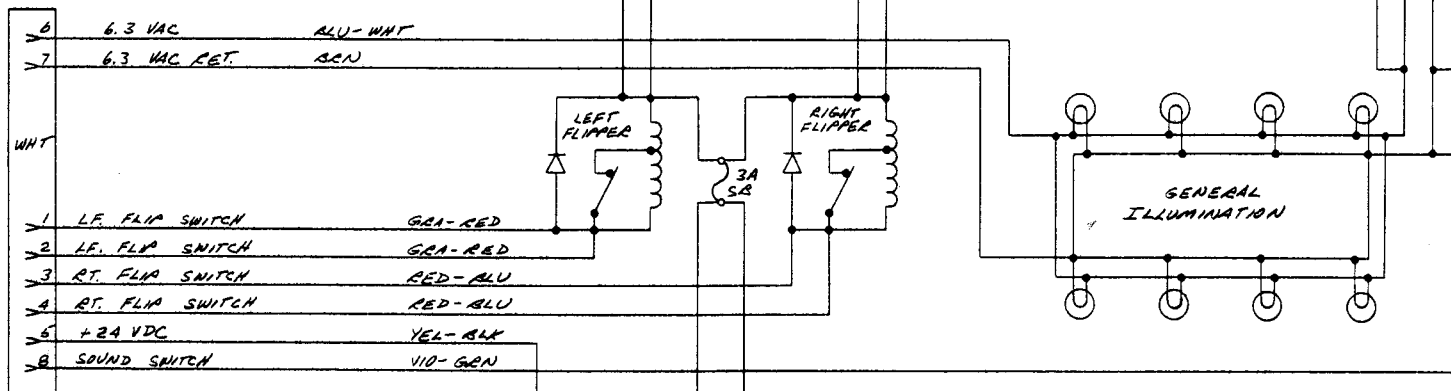 6 6.3 VAC BLU-WHT
7 6.3 VAC RET. BRN
WHT
LEFT
FLIPPER
RIGHT
FLIPPER
3A
SB
GENERAL
ILLUMINATION
1 LF. FLIP SWITCH GRA-RED
2 LF. FLIP SWITCH GRA-RED
3 RT. FLIP SWITCH RED-BLU
4 RT. FLIP SWITCH RED-BLU
5 +24 VDC YEL-BLK
8 SOUND SWITCH VIO-GRN